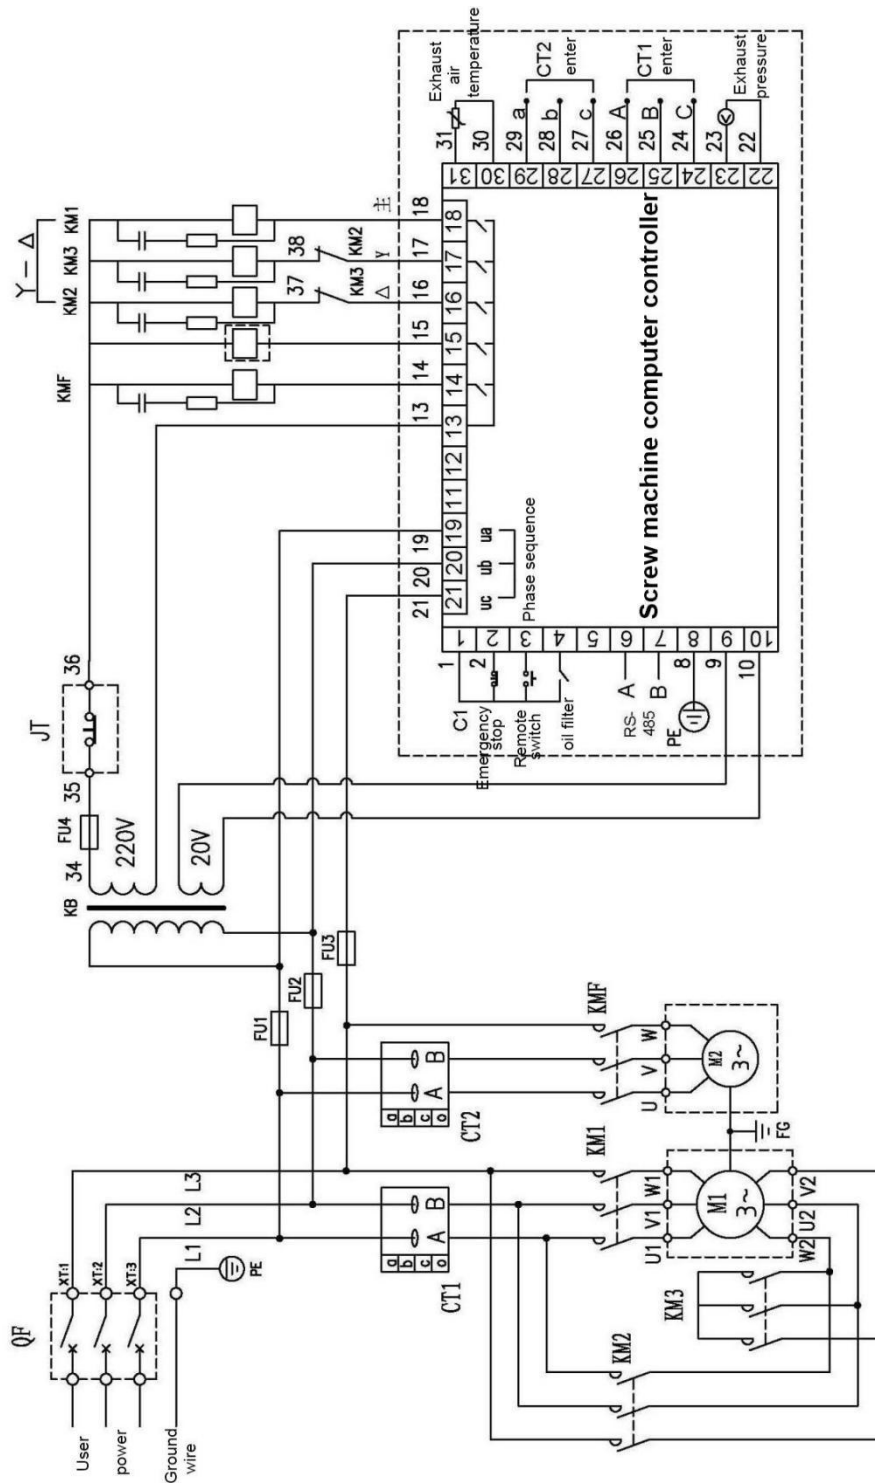 Y – Δ
KM1
KM3
KM2
KMF
38
KM2
37
KM3
主
Y
Δ
18
17
16
15
14
13
19
20
21
Exhaust
air
temperature
CT2
enter
CT1
enter
Exhaust
pressure
31
30
29
a
28
b
27
c
26
A
25
B
24
C
23
22
31
30
29
28
27
26
25
24
23
22
18
17
16
15
14
13
12
11
19
20
21
ua
ub
uc
Phase sequence
Screw machine computer controller
1
2
3
4
5
6
7
8
9
10
1
2
8
9
10
C1
Emergency
stop
Remote
switch
oil filter
RS-
485
A
B
PE
36
JT
35
FU4
34
220V
20V
KB
FU3
FU2
FU1
KMF
W
V
U
M2
3~
B
A
a
b
c
o
CT2
FG
KM1
W1
V1
U1
M1
3~
V2
U2
W2
B
A
a
b
c
o
CT1
KM3
KM2
L3
L2
L1
PE
XT:1
XT:2
XT:3
QF
User
power
Ground
wire